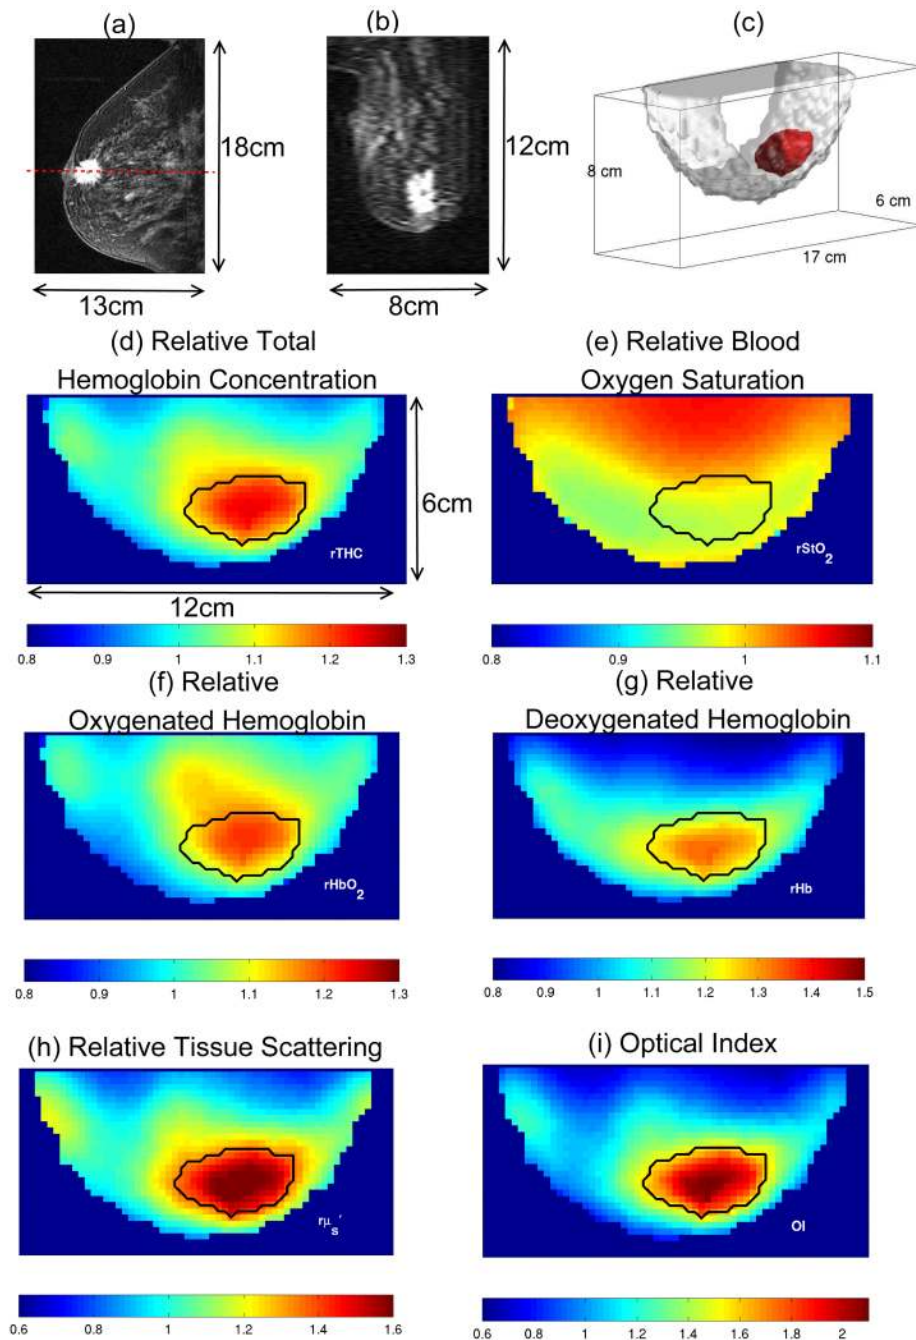 (a)
(b)
(c)
18cm
12cm
8 cm
6 cm
17 cm
13cm
8cm
(d) Relative Total
Hemoglobin Concentration
(e) Relative Blood
Oxygen Saturation
rTHC
6cm
rStO2
12cm
0.8 0.9 1 1.1 1.2 1.3
0.8 0.9 1 1.1
(f) Relative
Oxygenated Hemoglobin
(g) Relative
Deoxygenated Hemoglobin
rHbO2
rHb
0.8 0.9 1 1.1 1.2 1.3
0.8 0.9 1 1.1 1.2 1.3 1.4 1.5
(h) Relative Tissue Scattering
(i) Optical Index
rμs′
OI
0.6 0.8 1 1.2 1.4 1.6
0.6 0.8 1 1.2 1.4 1.6 1.8 2